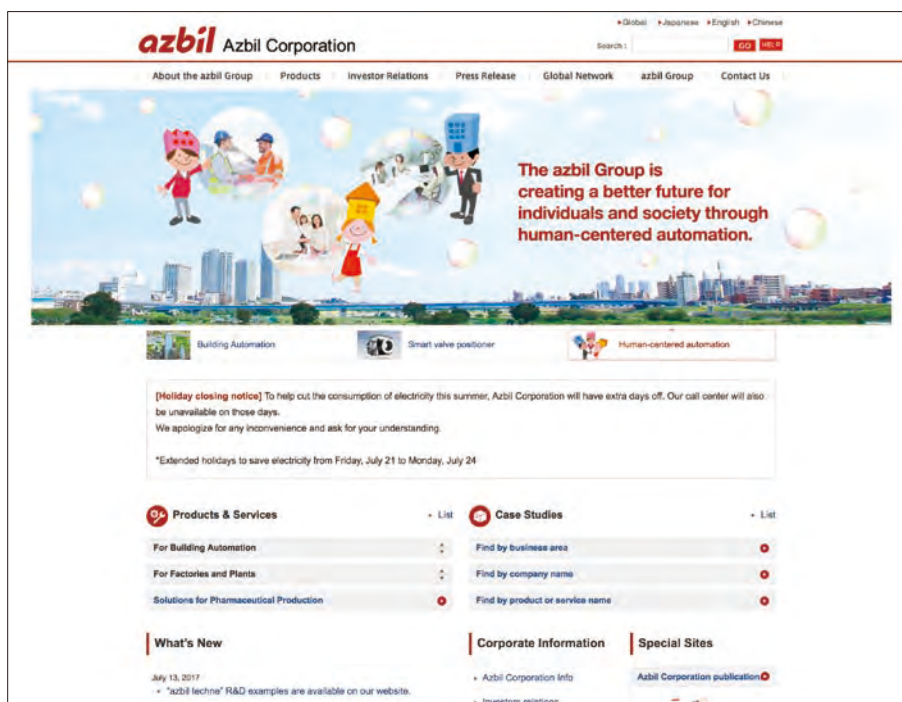 Global Japanese English Chinese
azbil Azbil Corporation
Search : GO HELP
About the azbil Group Products Investor Relations Press Release Global Network azbil Group Contact Us
The azbil Group is
creating a better future for
individuals and society through
human-centered automation.
Building Automation Smart valve positioner Human-centered automation
[Holiday closing notice] To help cut the consumption of electricity this summer, Azbil Corporation will have extra days off. Our call center will also
be unavailable on those days.
We apologize for any inconvenience and ask for your understanding.
*Extended holidays to save electricity from Friday, July 21 to Monday, July 24
Products & Services List
For Building Automation
For Factories and Plants
Solutions for Pharmaceutical Production
Case Studies List
Find by business area
Find by company name
Find by product or service name
What's New
July 13, 2017
"azbil techne" R&D examples are available on our website.
Corporate Information
Azbil Corporation Info
Investors relations
Special Sites
Azbil Corporation publication